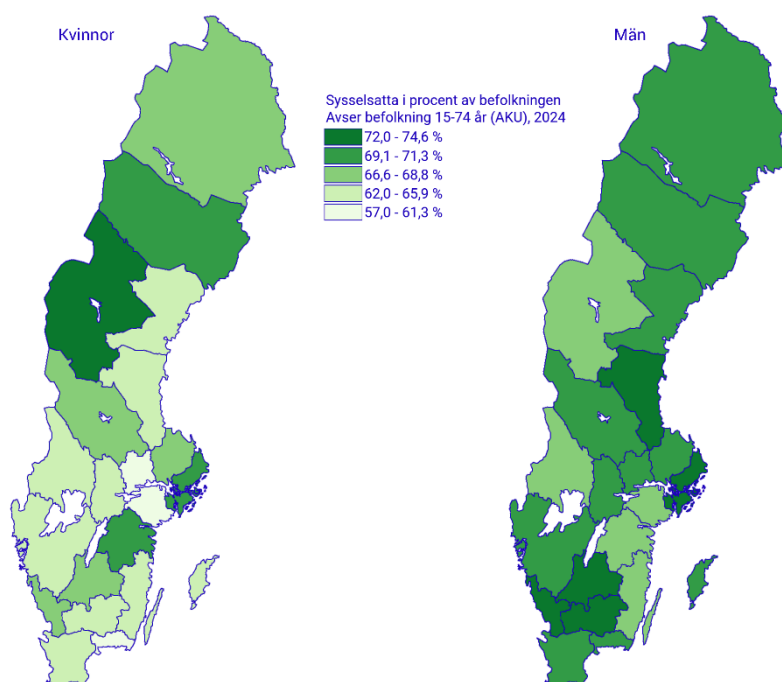 Kvinnor
Män
Sysselsatta i procent av befolkningen
Avser befolkning 15-74 år (AKU), 2024
72,0 - 74,6 %
69,1 - 71,3 %
66,6 - 68,8 %
62,0 - 65,9 %
57,0 - 61,3 %